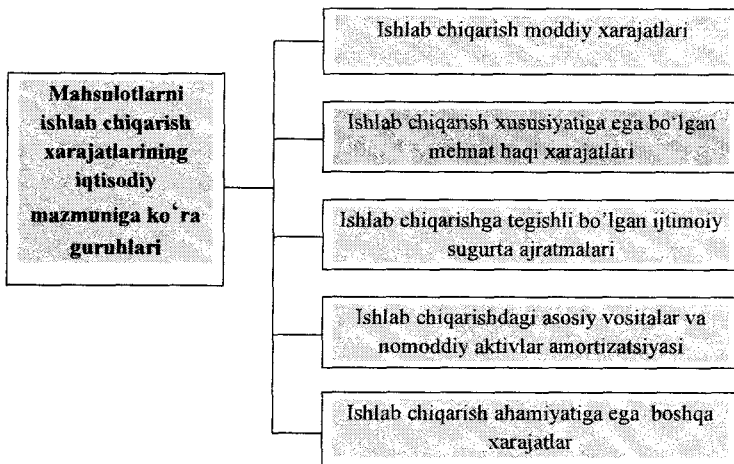 Mahsulotlarni
ishlab chiqarish
xarajatlarining
iqtisodiy
mazmuniga ko‘ra
guruhlari
Ishlab chiqarish moddiy xarajatlari
Ishlab chiqarish xususiyatiga ega bo‘lgan
mehnat haqi xarajatlari
Ishlab chiqarishga tegishli bo‘lgan ijtimoiy
sugurta ajratmalari
Ishlab chiqarishdagi asosiy vositalar va
nomoddiy aktivlar amortizatsiyasi
Ishlab chiqarish ahamiyatiga ega boshqa
xarajatlar